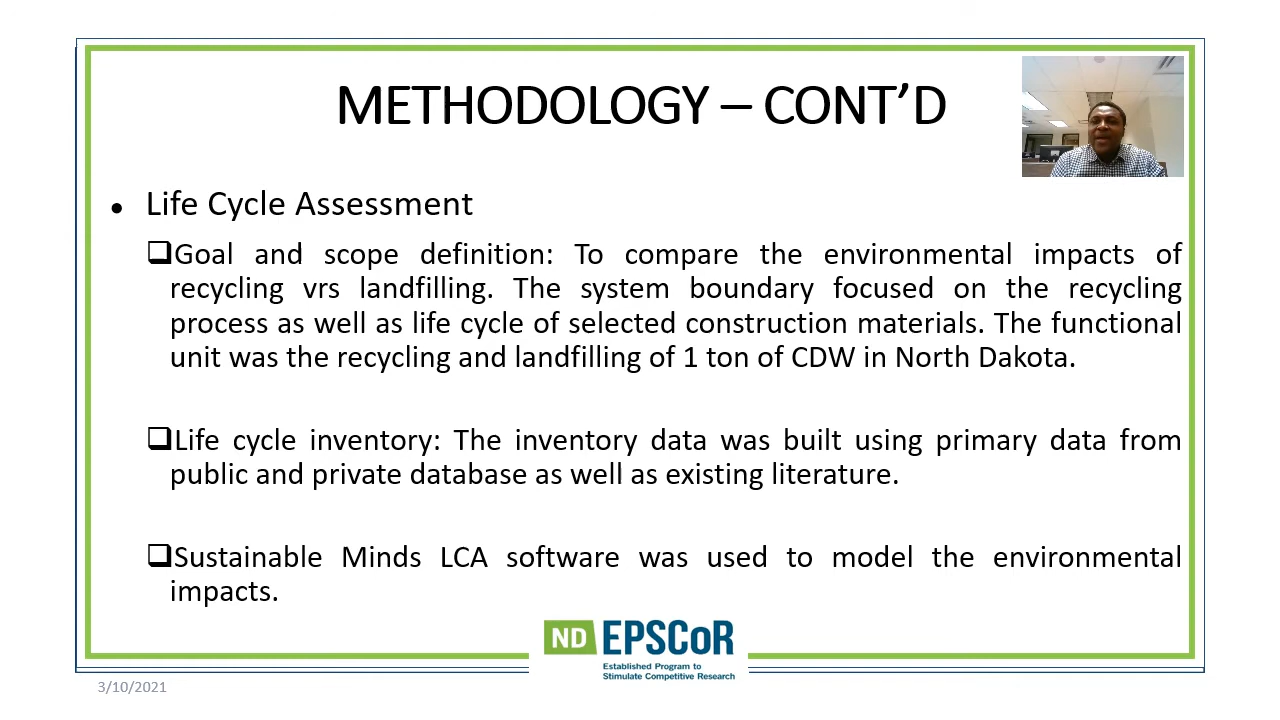 METHODOLOGY – CONT’D
Life Cycle Assessment
Goal and scope definition: To compare the environmental impacts of
recycling vrs landfilling. The system boundary focused on the recycling
process as well as life cycle of selected construction materials. The functional
unit was the recycling and landfilling of 1 ton of CDW in North Dakota.
Life cycle inventory: The inventory data was built using primary data from
public and private database as well as existing literature.
Sustainable Minds LCA software was used to model the environmental
impacts.
ND EPSCoR
Established Program to
Stimulate Competitive Research
3/10/2021